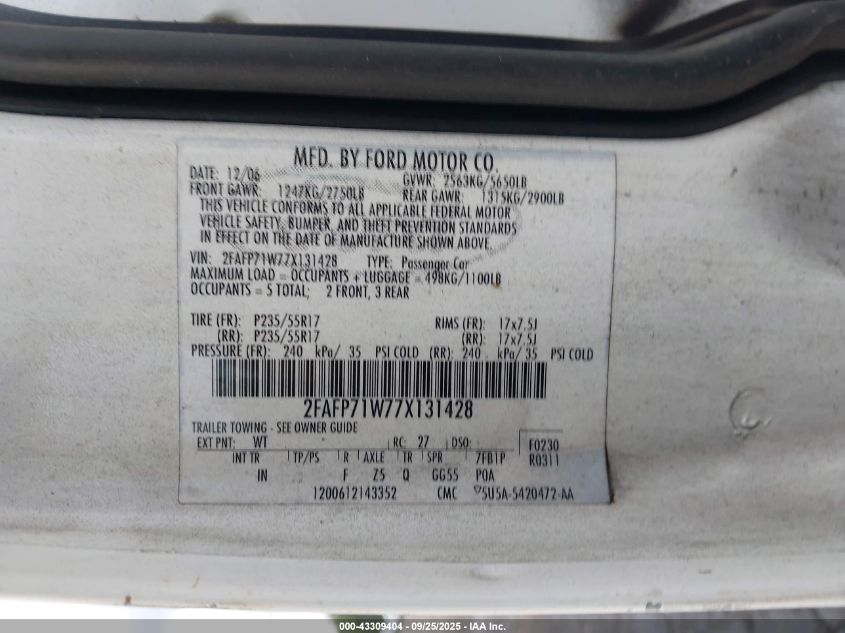 MFD. BY FORD MOTOR CO.
DATE: 12/06 GVWR: 2563KG/5650LB
FRONT GAWR: 1247KG/2750LB REAR GAWR: 1315KG/2900LB
THIS VEHICLE CONFORMS TO ALL APPLICABLE FEDERAL MOTOR
VEHICLE SAFETY, BUMPER, AND THEFT PREVENTION STANDARDS
IN EFFECT ON THE DATE OF MANUFACTURE SHOWN ABOVE.
VIN: 2FAFP71W77X131428 TYPE: Passenger Car
MAXIMUM LOAD = OCCUPANTS + LUGGAGE = 498KG/1100LB
OCCUPANTS = 5 TOTAL; 2 FRONT, 3 REAR
TIRE (FR): P235/55R17 RIMS (FR): 17x7.5J
(RR): P235/55R17 (RR): 17x7.5J
PRESSURE (FR): 240 kPa/ 35 PSI COLD (RR): 240 kPa/ 35 PSI COLD
2FAFP71W77X131428
TRAILER TOWING - SEE OWNER GUIDE
EXT PNT: WT RC: 27 DSO: F0230
INT TR TP/PS R AXLE TR SPR 7FB1P R0311
IN F Z5 Q GG55 POA
1200612143352 CMC 5U5A-5420472-AA
000-43309404 - 09/25/2025 - IAA Inc.